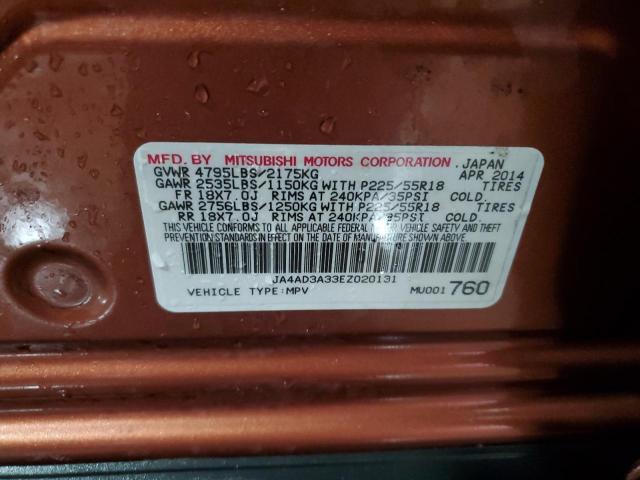 MFD. BY MITSUBISHI MOTORS CORPORATION. JAPAN
GVWR 4795LBS/2175KG APR 2014
GAWR 2535LBS/1150KG WITH P225/55R18 TIRES
FR 18X7.0J RIMS AT 240KPA/35PSI COLD.
GAWR 2756LBS/1250KG WITH P225/55R18 TIRES
RR 18X7.0J RIMS AT 240KPA/35PSI COLD.
THIS VEHICLE CONFORMS TO ALL APPLICABLE FEDERAL MOTOR VEHICLE SAFETY AND THEFT
PREVENTION STANDARDS IN EFFECT ON THE DATE OF MANUFACTURE SHOWN ABOVE.
JA4AD3A33EZ020131
VEHICLE TYPE:MPV MU001 760